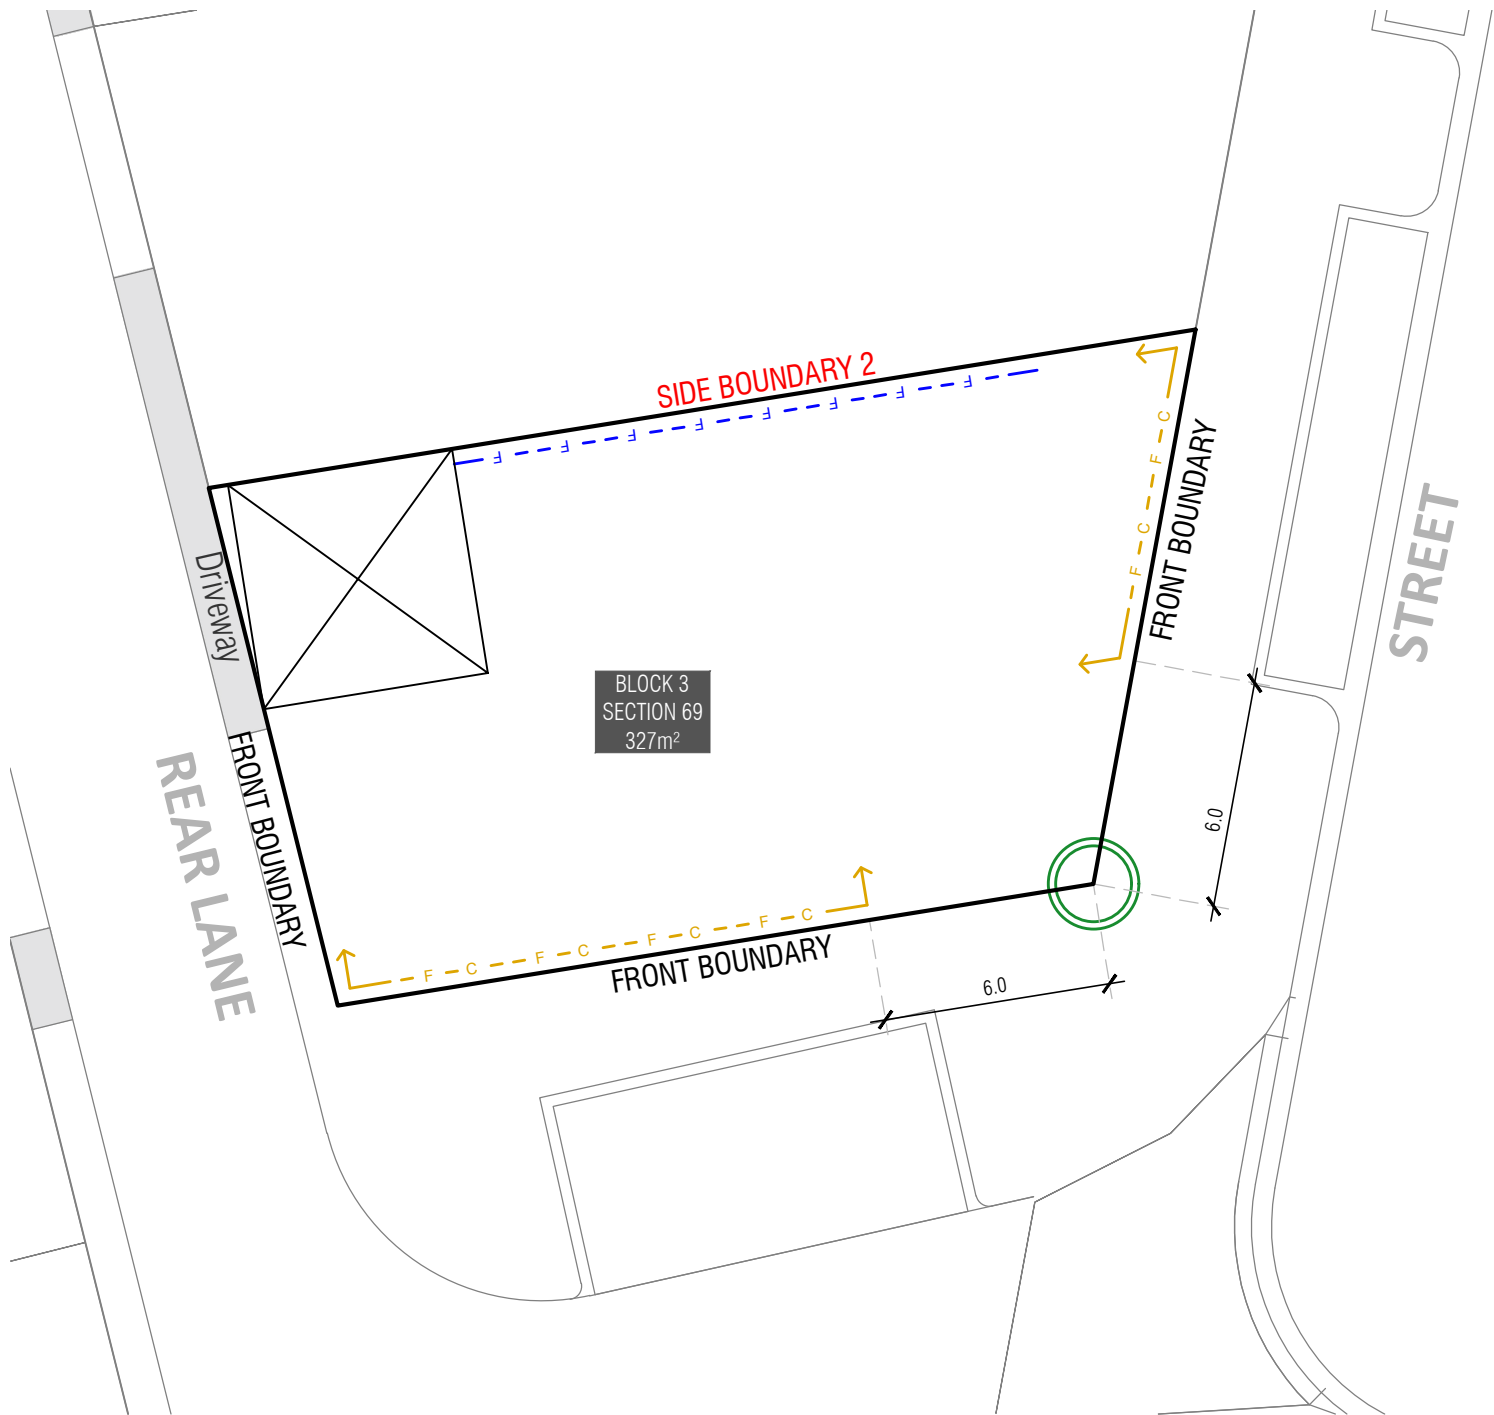 SIDE BOUNDARY 2
F F F F F F F F
C
F
C
F
FRONT BOUNDARY
STREET
Driveway
BLOCK 3
SECTION 69
327m²
FRONT BOUNDARY
REAR LANE
6.0
F C F C F C F C
FRONT BOUNDARY
6.0